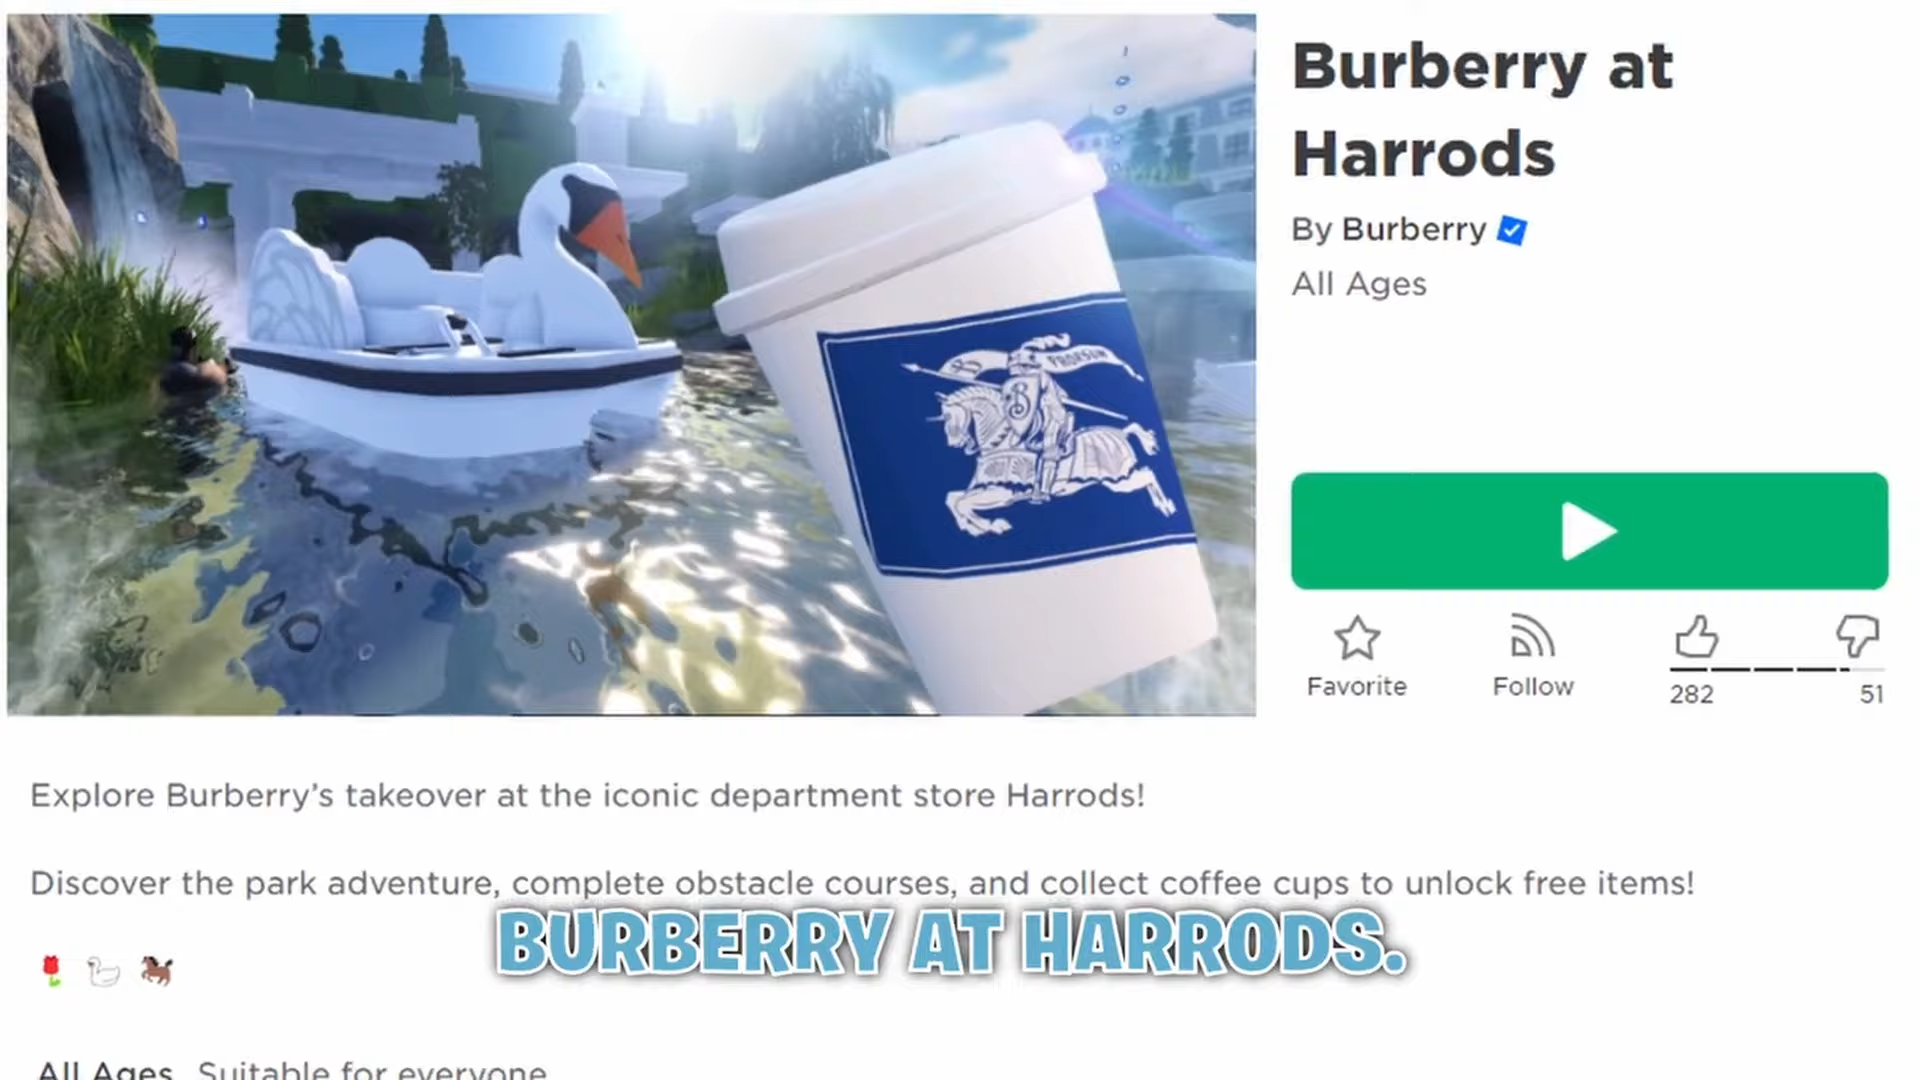 Burberry at
Harrods
By Burberry
All Ages
PRORSUM
B
Favorite
Follow
282
51
Explore Burberry's takeover at the iconic department store Harrods!
Discover the park adventure, complete obstacle courses, and collect coffee cups to unlock free items!
BURBERRY AT HARRODS.
All Ages Suitable for everyone